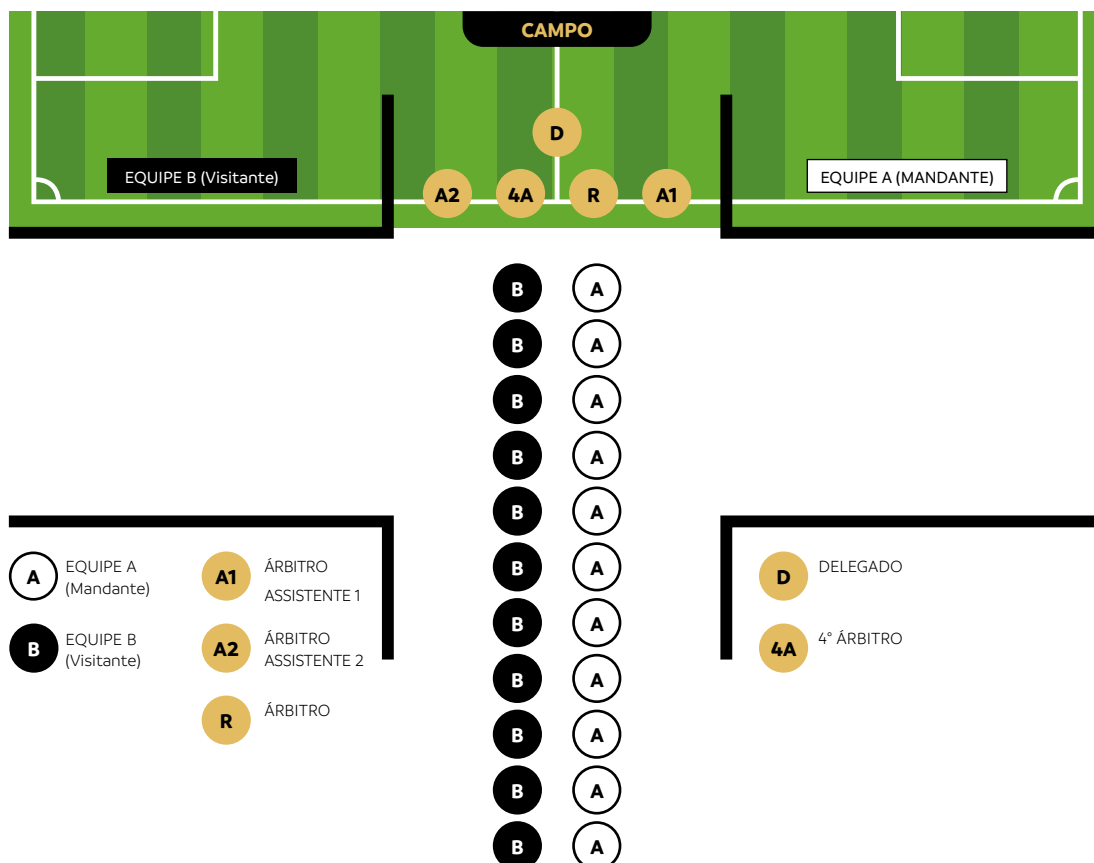 CAMPO
D
EQUIPE B (Visitante)
EQUIPE A (MANDANTE)
A2 4A R A1
B A
B A
B A
B A
B A
B A
B A
B A
B A
B A
B A
A EQUIPE A
(Mandante)
B EQUIPE B
(Visitante)
A1 ÁRBITRO
ASSISTENTE 1
A2 ÁRBITRO
ASSISTENTE 2
R ÁRBITRO
D DELEGADO
4A 4° ÁRBITRO